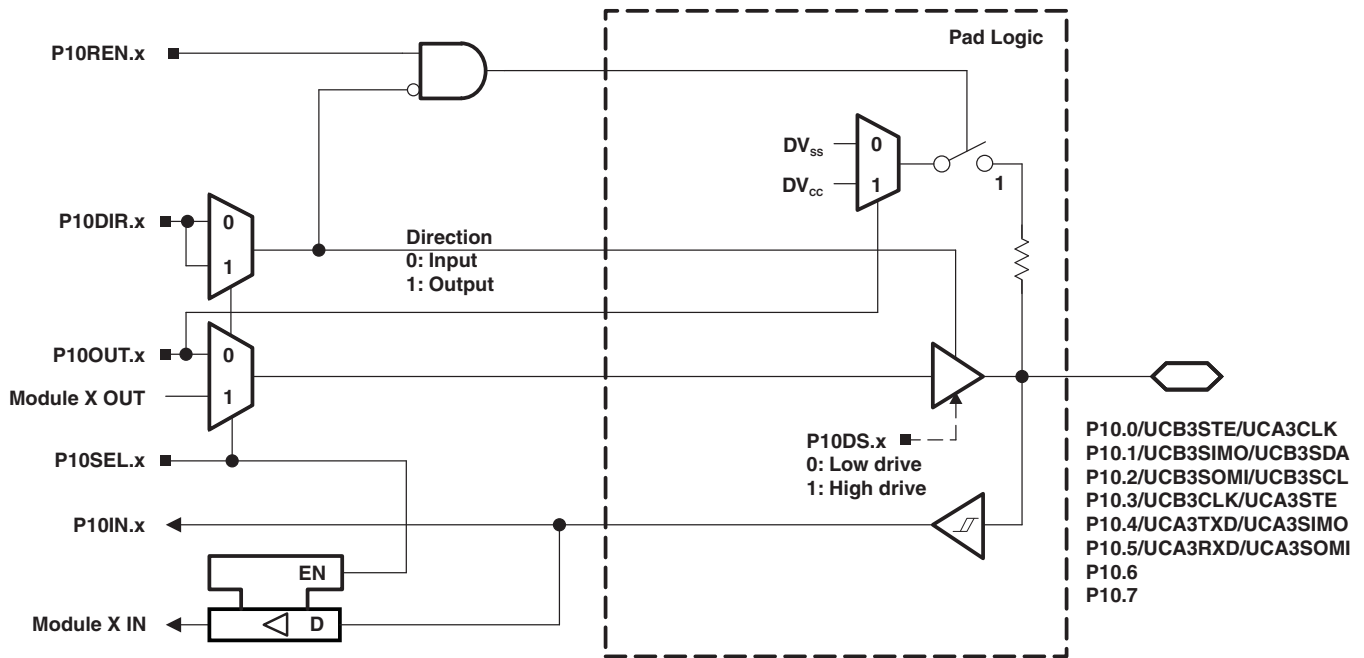 Pad Logic
P10REN.x
DVSS
0
DVCC
1
1
P10DIR.x
0
1
Direction
0: Input
1: Output
P10OUT.x
0
Module X OUT
1
P10DS.x
0: Low drive
1: High drive
P10SEL.x
P10IN.x
EN
Module X IN
D
P10.0/UCB3STE/UCA3CLK
P10.1/UCB3SIMO/UCB3SDA
P10.2/UCB3SOMI/UCB3SCL
P10.3/UCB3CLK/UCA3STE
P10.4/UCA3TXD/UCA3SIMO
P10.5/UCA3RXD/UCA3SOMI
P10.6
P10.7